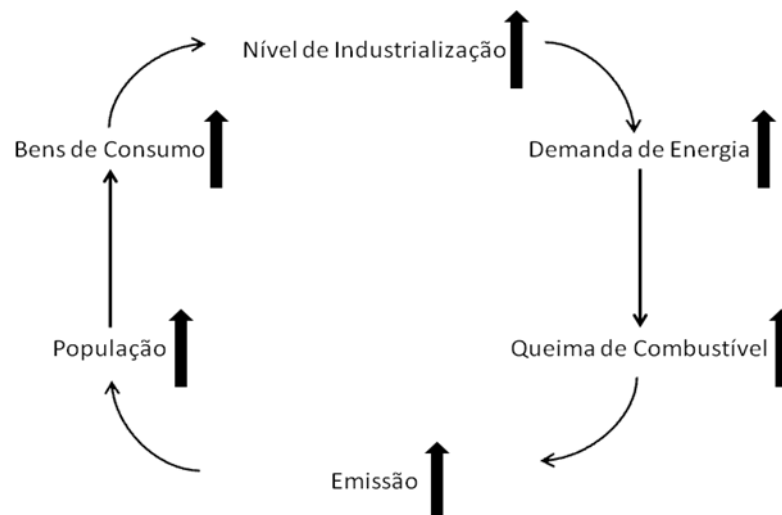 Nível de Industrialização
Bens de Consumo
Demanda de Energia
População
Queima de Combustível
Emissão